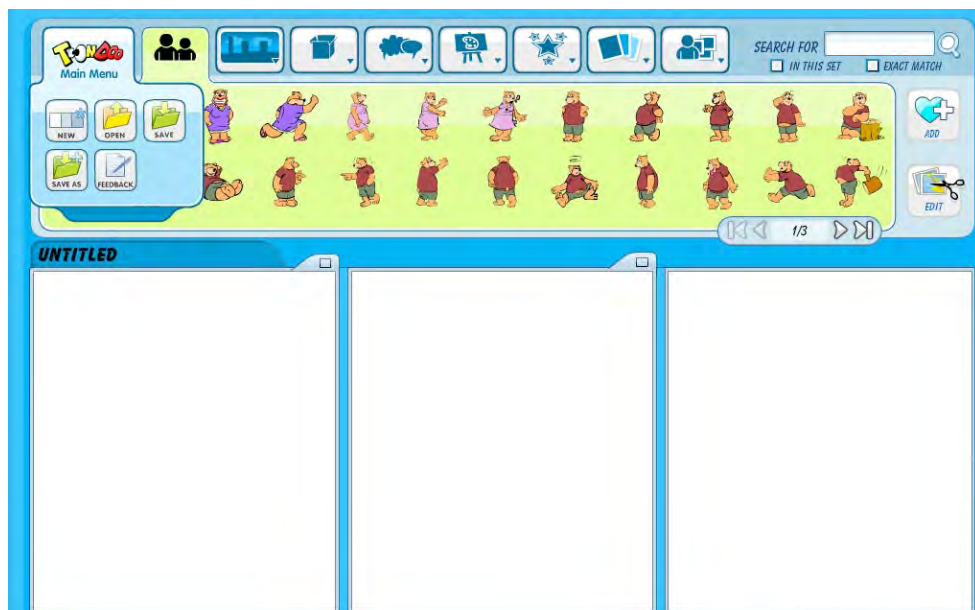 TOONDOO
Main Menu
SEARCH FOR
IN THIS SET
EXACT MATCH
NEW
OPEN
SAVE
SAVE AS
FEEDBACK
ADD
EDIT
1/3
UNTITLED